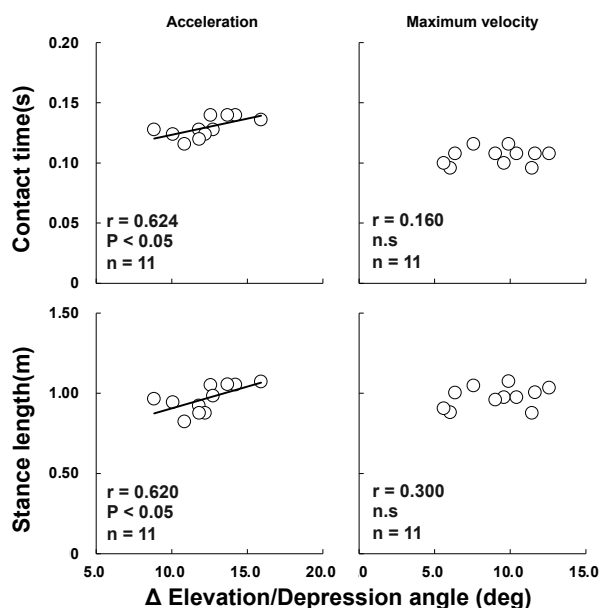 Acceleration Maximum velocity
0.20
0.15
0.10
0.05
0
Contact time(s)
r = 0.624
P < 0.05
n = 11
r = 0.160
n.s
n = 11
1.50
1.00
0.50
0
Stance length(m)
r = 0.620
P < 0.05
n = 11
r = 0.300
n.s
n = 11
5.0 10.0 15.0 20.0 0.0 5.0 10.0 15.0
Δ Elevation/Depression angle (deg)